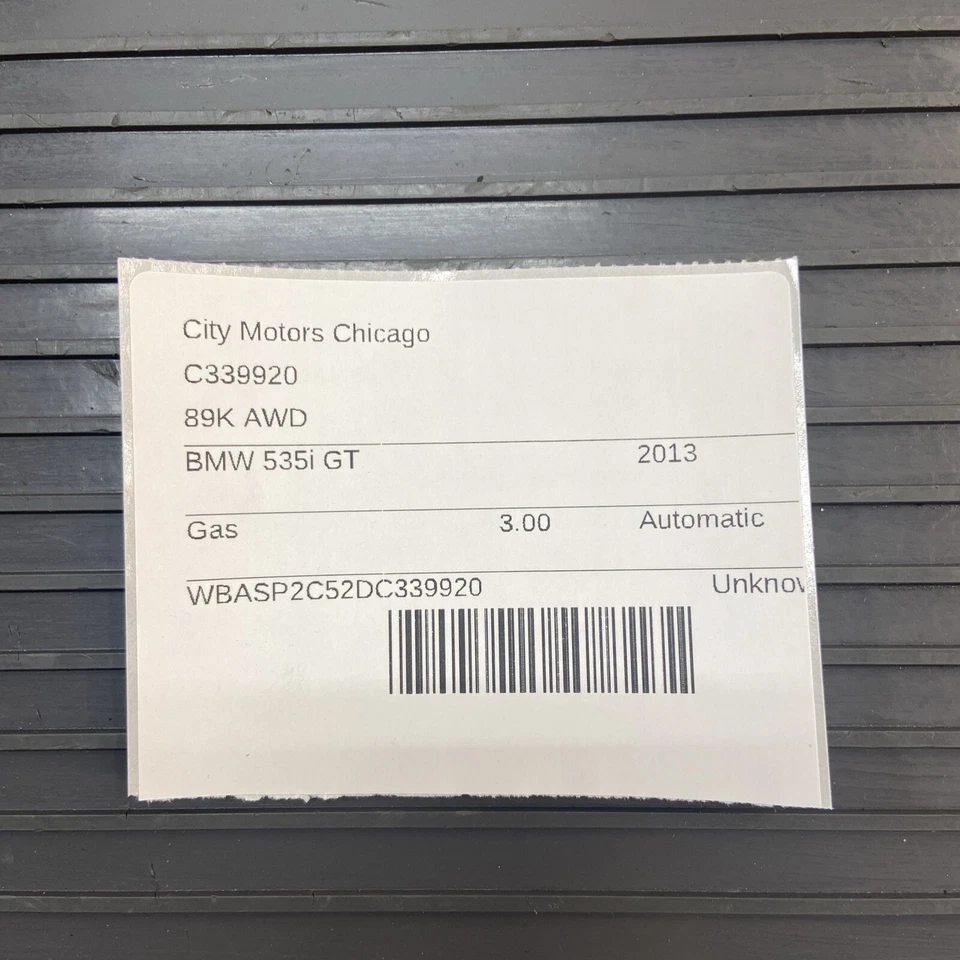 City Motors Chicago
C339920
89K AWD
BMW 535i GT 2013
Gas 3.00 Automatic
WBASP2C52DC339920 Unknov